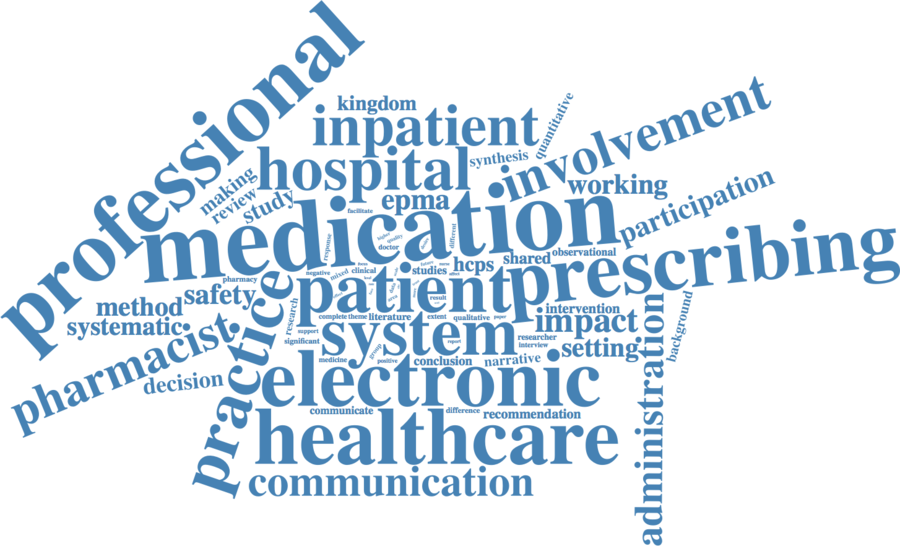 professional
kingdom
inpatient
quantitative
involvement
hospital
synthesis
making
review
study
working
epma
facilitate
medication
participation
higher
quality
doctor
different
response
shared
observational
prescribing
hcps
studies
clinical
mixed
negative
pharmacy
patient
safety
method
systematic
research
result
complete
theme
literature
extent
qualitative
paper
intervention
impact
background
practice
system
support
significant
report
researcher
interview
setting
group
pharmacist
decision
medicine
positive
conclusion
narrative
electronic
administration
communicate
difference
recommendation
healthcare
communication